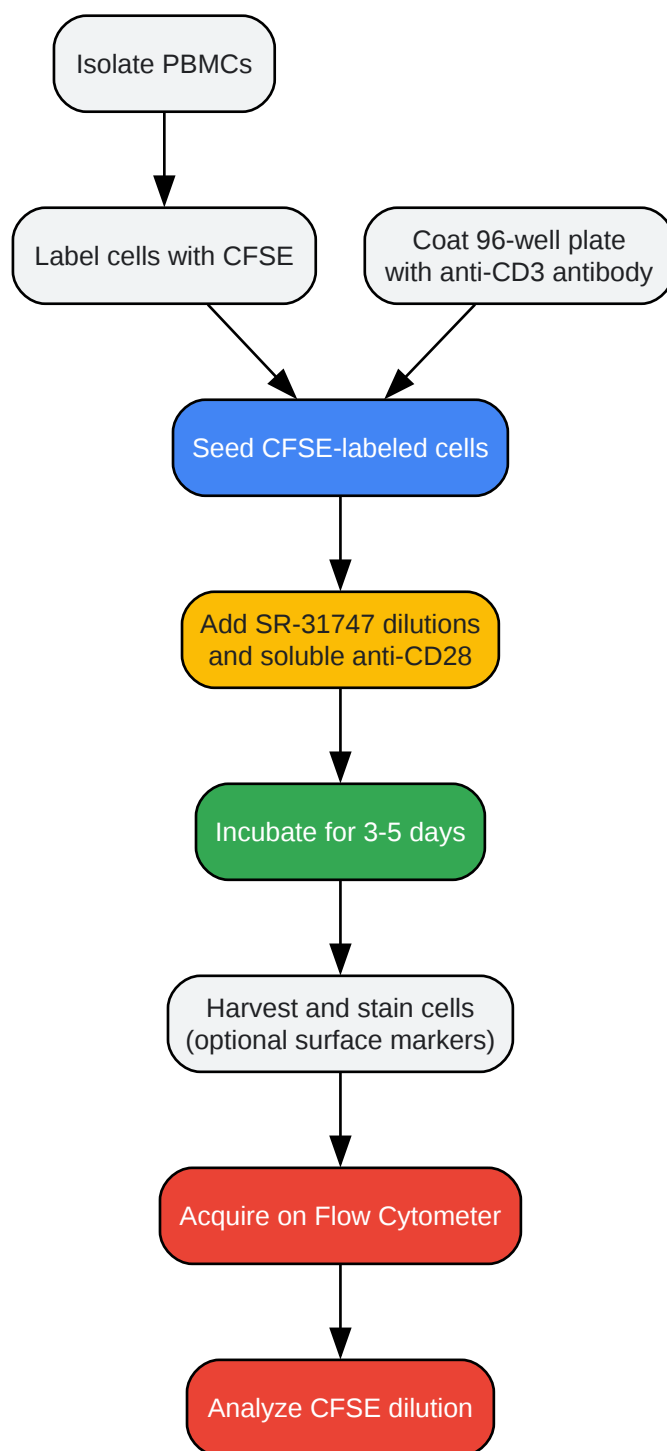 Isolate PBMCs
Label cells with CFSE
Coat 96-well plate
with anti-CD3 antibody
Seed CFSE-labeled cells
Add SR-31747 dilutions
and soluble anti-CD28
Incubate for 3-5 days
Harvest and stain cells
(optional surface markers)
Acquire on Flow Cytometer
Analyze CFSE dilution